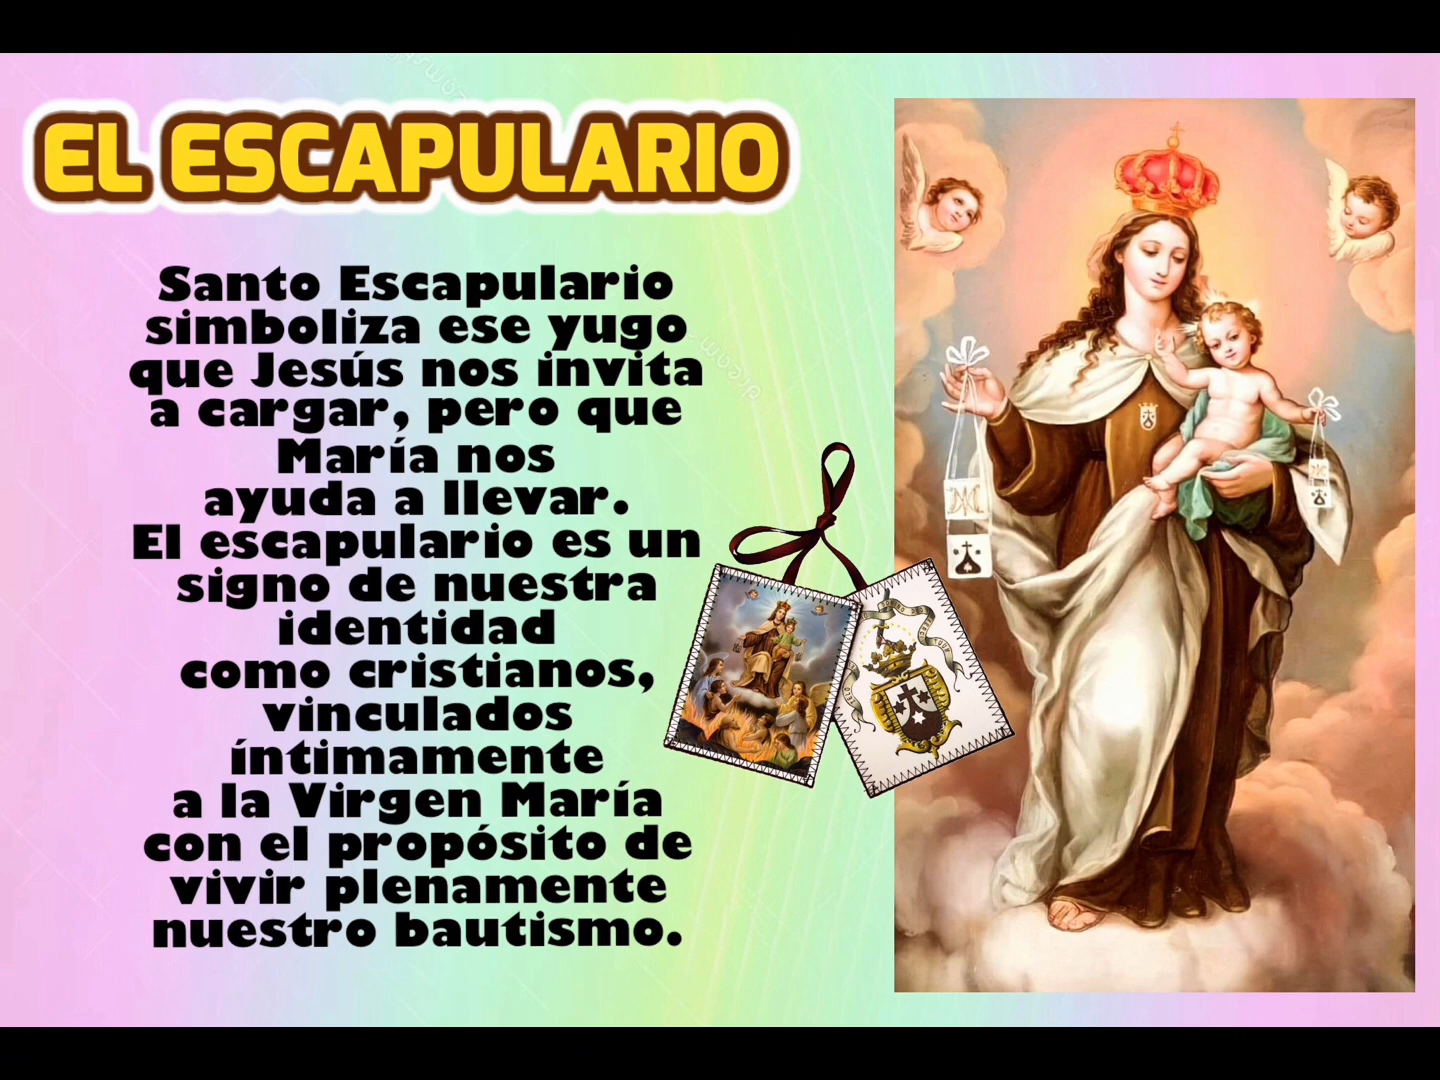 EL ESCAPULARIO
Santo Escapulario
simboliza ese yugo
que Jesús nos invita
a cargar, pero que
María nos
ayuda a llevar.
El escapulario es un
signo de nuestra
identidad
como cristianos,
vinculados
íntimamente
a la Virgen María
con el propósito de
vivir plenamente
nuestro bautismo.